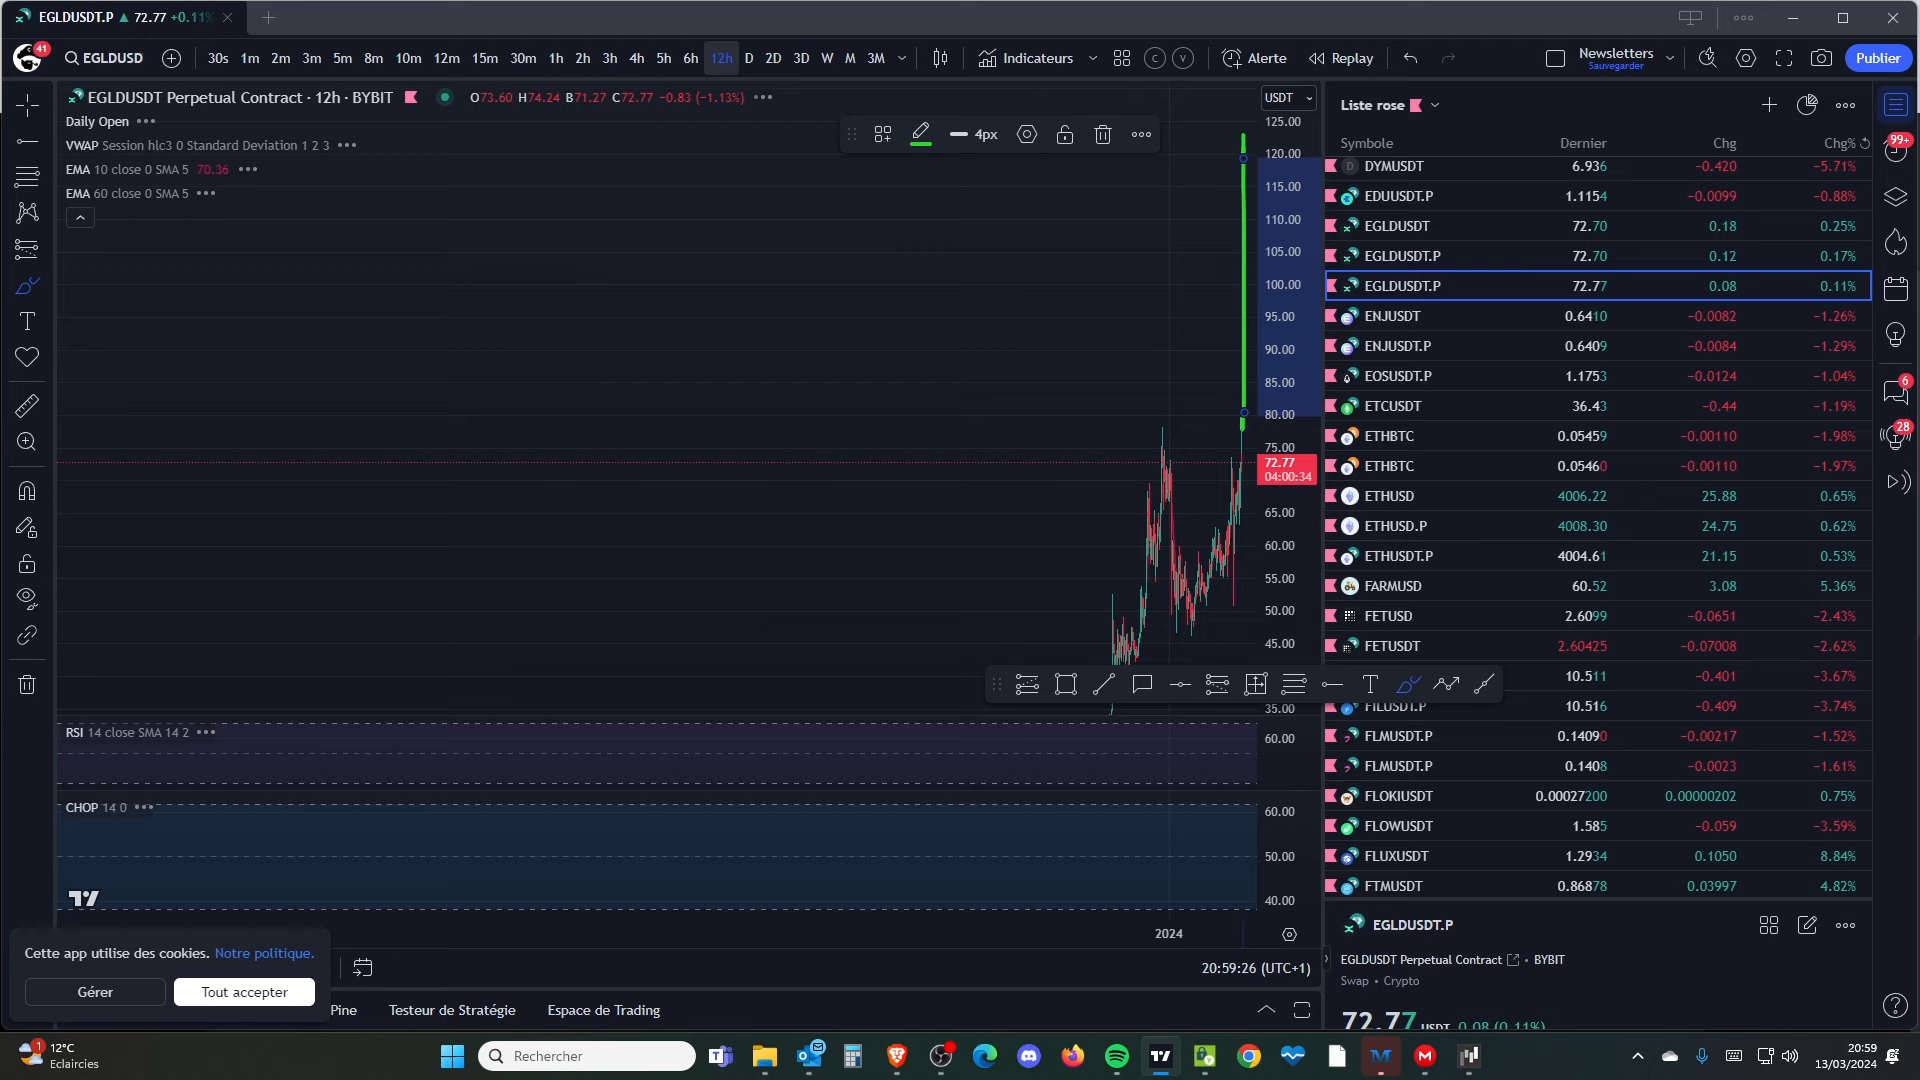 EGLDUSDT.P ▲ 72.77 +0.11%
41
EGLDUSD
30s 1m 2m 3m 5m 8m 10m 12m 15m 30m 1h 2h 3h 4h 5h 6h 12h D 2D 3D W M 3M
Indicateurs
C V
Alerte
Replay
Newsletters
Sauvegarder
Publier
EGLDUSDT Perpetual Contract · 12h · BYBIT
O73.60 H74.24 B71.27 C72.77 −0.83 (−1.13%)
Daily Open
VWAP Session hlc3 0 Standard Deviation 1 2 3
EMA 10 close 0 SMA 5 70.36
EMA 60 close 0 SMA 5
4px
USDT
125.00
120.00
115.00
110.00
105.00
100.00
95.00
90.00
85.00
80.00
75.00
72.77
04:00:34
65.00
60.00
55.00
50.00
45.00
35.00
RSI 14 close SMA 14 2
60.00
CHOP 14 0
60.00
50.00
40.00
2024
20:59:26 (UTC+1)
Cette app utilise des cookies. Notre politique.
Gérer
Tout accepter
Pine
Testeur de Stratégie
Espace de Trading
Liste rose
Symbole Dernier Chg Chg%
DYMUSDT 6.936 −0.420 −5.71%
EDUUSDT.P 1.1154 −0.0099 −0.88%
EGLDUSDT 72.70 0.18 0.25%
EGLDUSDT.P 72.70 0.12 0.17%
EGLDUSDT.P 72.77 0.08 0.11%
ENJUSDT 0.6410 −0.0082 −1.26%
ENJUSDT.P 0.6409 −0.0084 −1.29%
EOSUSDT.P 1.1753 −0.0124 −1.04%
ETCUSDT 36.43 −0.44 −1.19%
ETHBTC 0.05459 −0.00110 −1.98%
ETHBTC 0.05460 −0.00110 −1.97%
ETHUSD 4006.22 25.88 0.65%
ETHUSD.P 4008.30 24.75 0.62%
ETHUSDT.P 4004.61 21.15 0.53%
FARMUSD 60.52 3.08 5.36%
FETUSD 2.6099 −0.0651 −2.43%
FETUSDT 2.60425 −0.07008 −2.62%
10.511 −0.401 −3.67%
FILUSDT.P 10.516 −0.409 −3.74%
FLMUSDT.P 0.14090 −0.00217 −1.52%
FLMUSDT.P 0.1408 −0.0023 −1.61%
FLOKIUSDT 0.00027200 0.00000202 0.75%
FLOWUSDT 1.585 −0.059 −3.59%
FLUXUSDT 1.2934 0.1050 8.84%
FTMUSDT 0.86878 0.03997 4.82%
EGLDUSDT.P
EGLDUSDT Perpetual Contract • BYBIT
Swap • Crypto
72.77 USDT 0.08 (0.11%)
99+
6
28
1
12°C
Eclaircies
Rechercher
20:59
13/03/2024